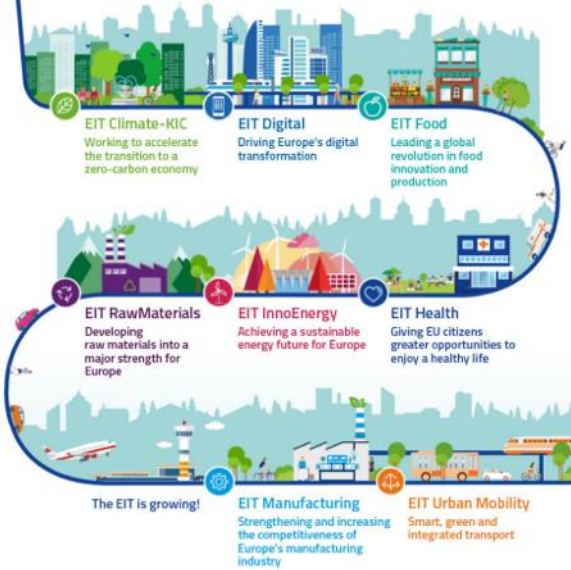 EIT Climate-KIC
Working to accelerate
the transition to a
zero-carbon economy
EIT Digital
Driving Europe's digital
transformation
EIT Food
Leading a global
revolution in food
innovation and
production
EIT RawMaterials
Developing
raw materials into a
major strength for
Europe
EIT InnoEnergy
Achieving a sustainable
energy future for Europe
EIT Health
Giving EU citizens
greater opportunities to
enjoy a healthy life
The EIT is growing!
EIT Manufacturing
Strengthening and increasing
the competitiveness of
Europe's manufacturing
industry
EIT Urban Mobility
Smart, green and
integrated transport